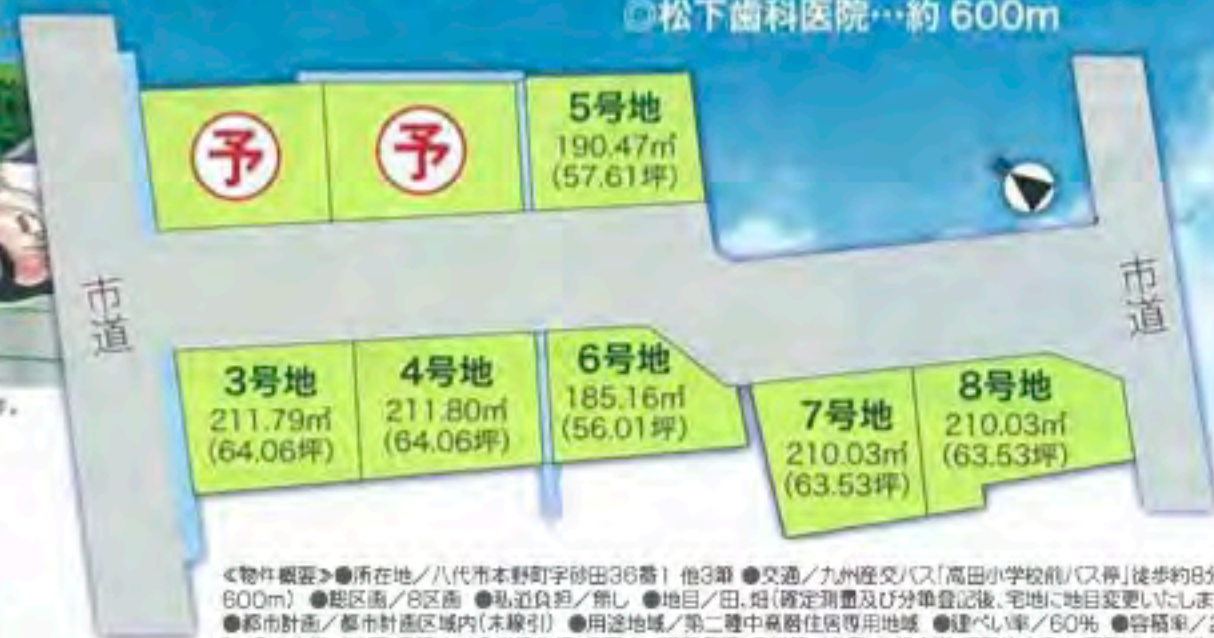 ◎松下歯科医院…約 600m
予
予
5号地
190.47㎡
(57.61坪)
市道
市道
3号地
211.79㎡
(64.06坪)
4号地
211.80㎡
(64.06坪)
6号地
185.16㎡
(56.01坪)
7号地
210.03㎡
(63.53坪)
8号地
210.03㎡
(63.53坪)
≪物件概要≫●所在地／八代市本野町字砂田36番1 他3筆 ●交通／九州産交バス「高田小学校前バス停」徒歩約8分
600m） ●総区画／8区画 ●私道負担／無し ●地目／田、畑（確定測量及び分筆登記後、宅地に地目変更いたしま
●都市計画／都市計画区域内（未線引） ●用途地域／第二種中高層住居専用地域 ●建ぺい率／60% ●容積率／2